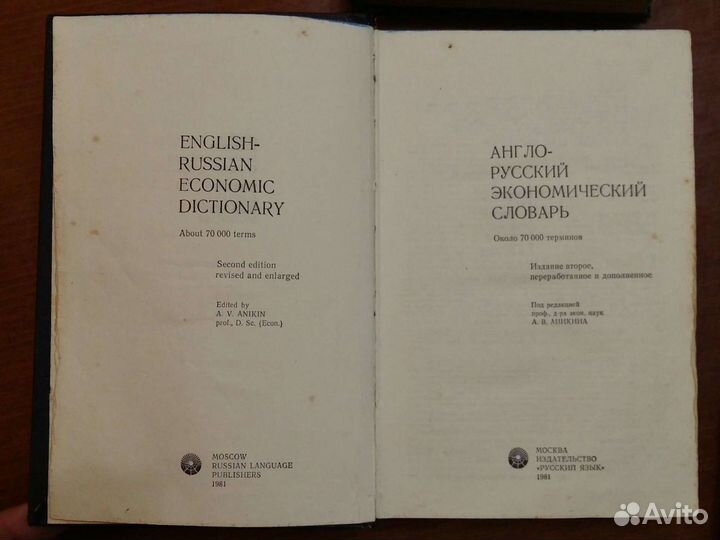 ENGLISH-
RUSSIAN
ECONOMIC
DICTIONARY
About 70 000 terms
Second edition
revised and enlarged
Edited by
A. V. ANIKIN
prof., D. Sc. (Econ.)
MOSCOW
RUSSIAN LANGUAGE
PUBLISHERS
1981
АНГЛО-
РУССКИЙ
ЭКОНОМИЧЕСКИЙ
СЛОВАРЬ
Около 70 000 терминов
Издание второе,
переработанное и дополненное
Под редакцией
проф., д-ра экон. наук
А. В. АНИКИНА
МОСКВА
ИЗДАТЕЛЬСТВО
«РУССКИЙ ЯЗЫК»
1981
Avito